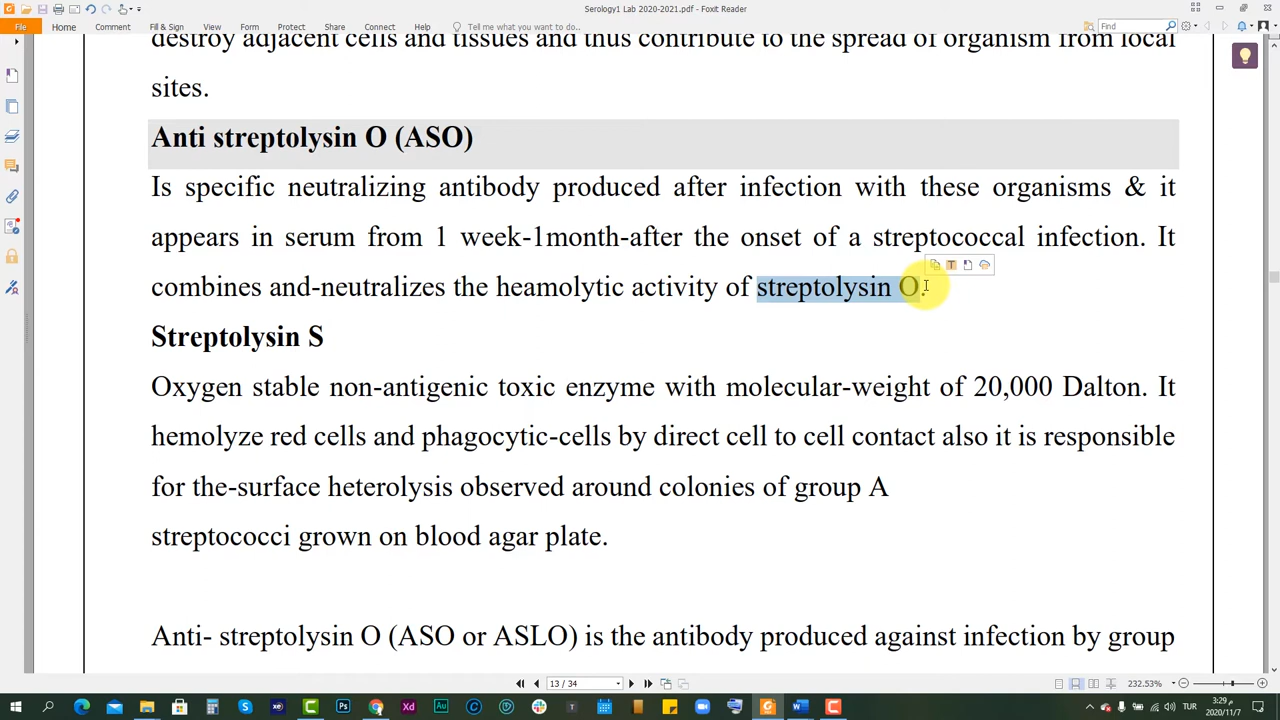 Serology1 Lab 2020-2021.pdf - Foxit Reader
File Home Form Protect Share Connect Help Tell me what you want to do...
Comment View Fill & Sign Find
destroy adjacent cells and tissues and thus contribute to the spread of organism from local
sites.
Anti streptolysin O (ASO)
Is specific neutralizing antibody produced after infection with these organisms & it
appears in serum from 1 week-1month-after the onset of a streptococcal infection. It
combines and-neutralizes the heamolytic activity of streptolysin O.
Streptolysin S
Oxygen stable non-antigenic toxic enzyme with molecular-weight of 20,000 Dalton. It
hemolyze red cells and phagocytic-cells by direct cell to cell contact also it is responsible
for the-surface heterolysis observed around colonies of group A
streptococci grown on blood agar plate.
Anti- streptolysin O (ASO or ASLO) is the antibody produced against infection by group
13 / 34 232.53%
TUR 3:29 م
2020/11/7